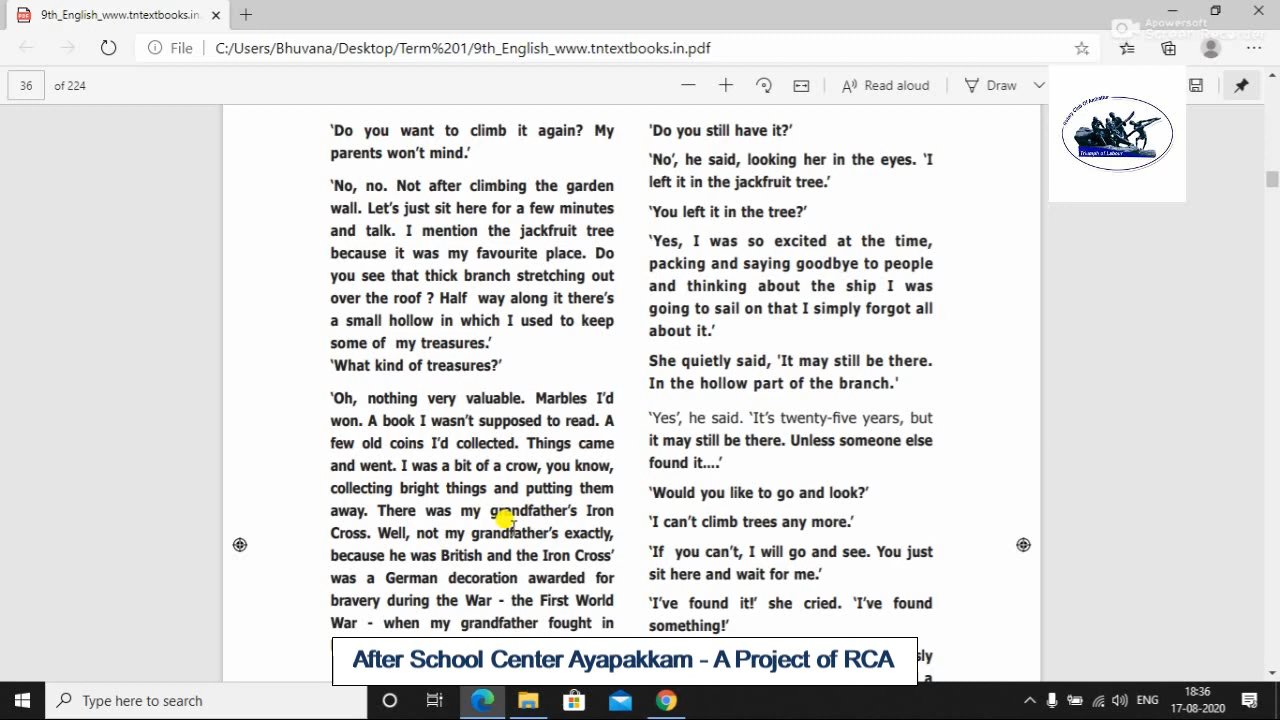 9th_English_www.tntextbooks.in.
Apowersoft
Screen Recorder
File
C:/Users/Bhuvana/Desktop/Term%201/9th_English_www.tntextbooks.in.pdf
36 of 224
Read aloud
Draw
Triumph of Labour
‘Do you want to climb it again? My
parents won’t mind.’
‘No, no. Not after climbing the garden
wall. Let’s just sit here for a few minutes
and talk. I mention the jackfruit tree
because it was my favourite place. Do
you see that thick branch stretching out
over the roof ? Half way along it there’s
a small hollow in which I used to keep
some of my treasures.’
‘What kind of treasures?’
‘Oh, nothing very valuable. Marbles I’d
won. A book I wasn’t supposed to read. A
few old coins I’d collected. Things came
and went. I was a bit of a crow, you know,
collecting bright things and putting them
away. There was my grandfather’s Iron
Cross. Well, not my grandfather’s exactly,
because he was British and the Iron Cross’
was a German decoration awarded for
bravery during the War - the First World
War - when my grandfather fought in
'Do you still have it?’
‘No’, he said, looking her in the eyes. ‘I
left it in the jackfruit tree.’
‘You left it in the tree?’
‘Yes, I was so excited at the time,
packing and saying goodbye to people
and thinking about the ship I was
going to sail on that I simply forgot all
about it.’
She quietly said, 'It may still be there.
In the hollow part of the branch.'
‘Yes’, he said. ‘It’s twenty-five years, but
it may still be there. Unless someone else
found it....’
‘Would you like to go and look?’
‘I can’t climb trees any more.’
‘If you can’t, I will go and see. You just
sit here and wait for me.’
‘I’ve found it!’ she cried. ‘I’ve found
something!’
sly
a
After School Center Ayapakkam - A Project of RCA
Type here to search
ENG
18:36
17-08-2020